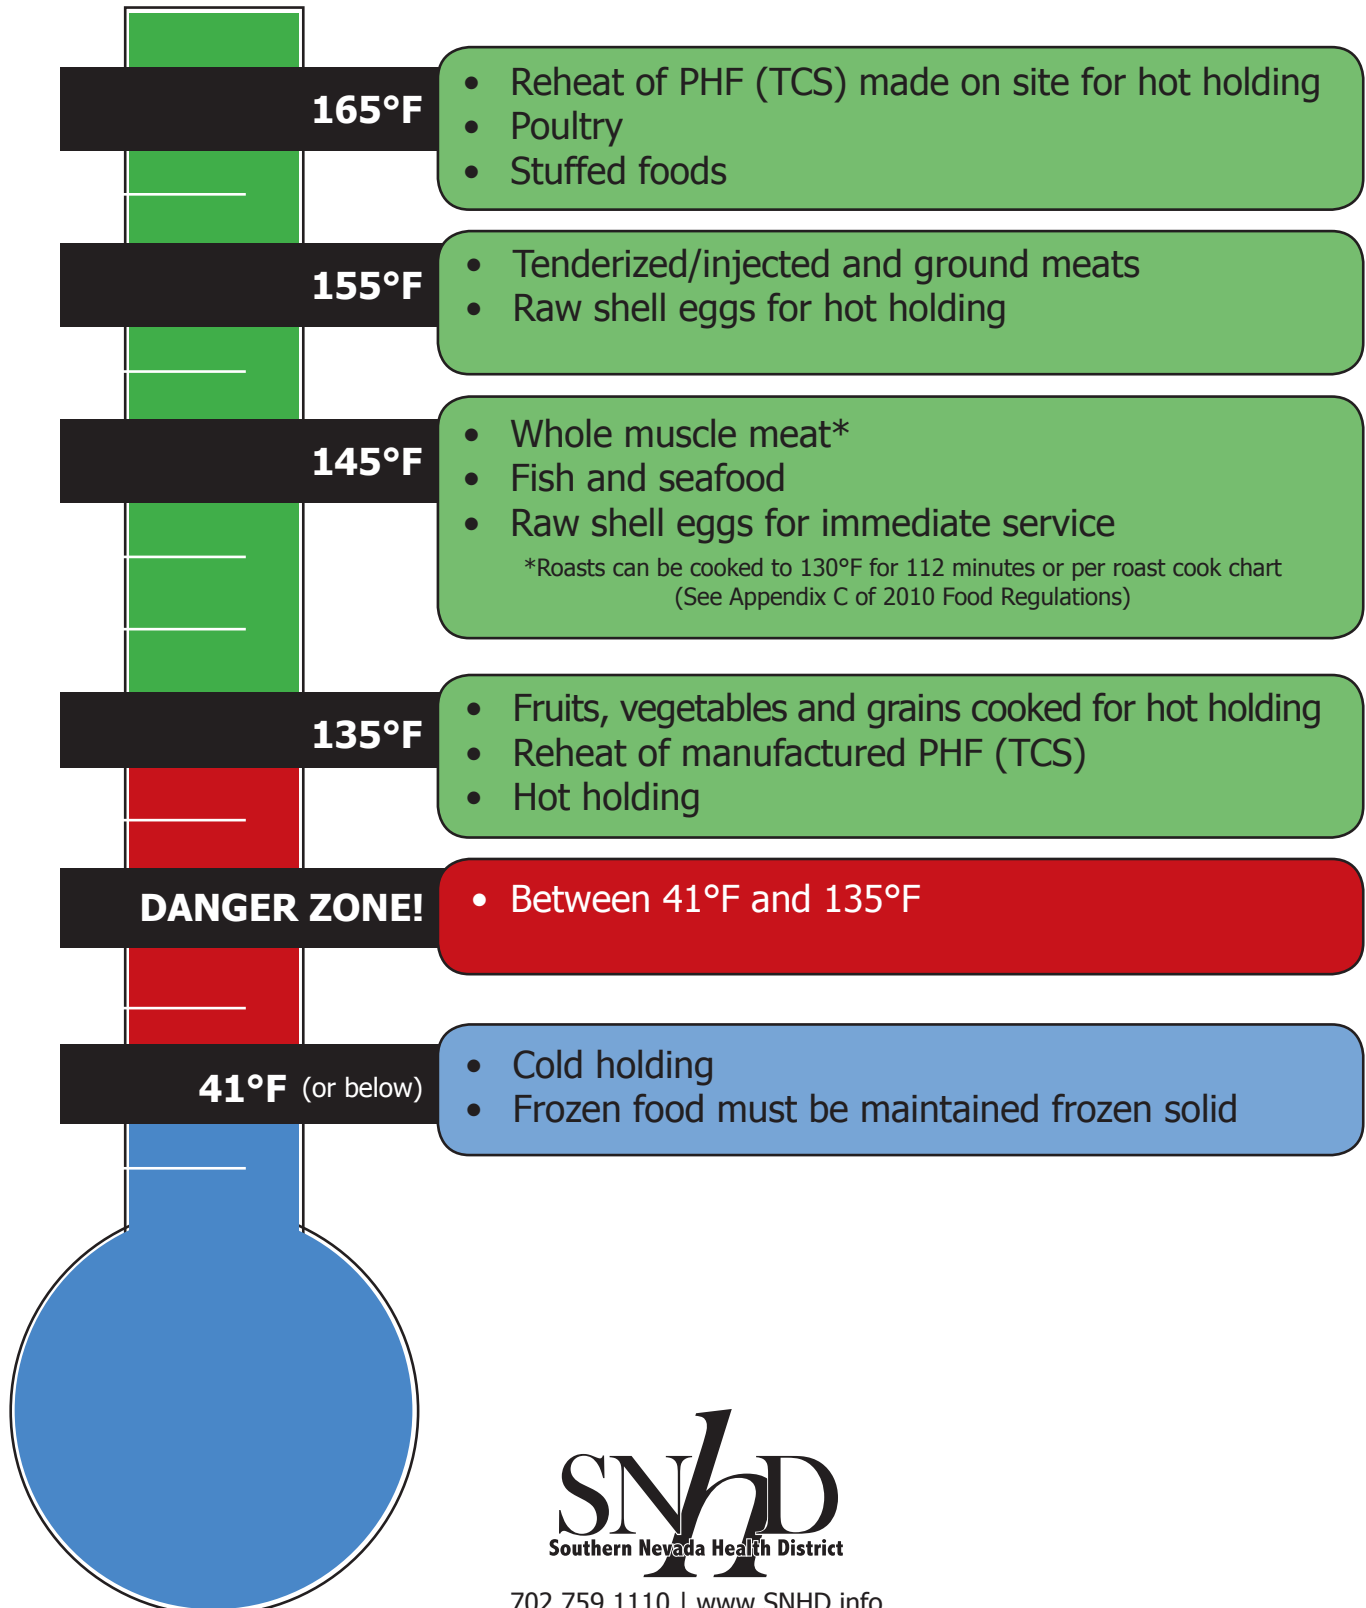 165°F
• Reheat of PHF (TCS) made on site for hot holding
• Poultry
• Stuffed foods
155°F
• Tenderized/injected and ground meats
• Raw shell eggs for hot holding
145°F
• Whole muscle meat*
• Fish and seafood
• Raw shell eggs for immediate service
*Roasts can be cooked to 130°F for 112 minutes or per roast cook chart
(See Appendix C of 2010 Food Regulations)
135°F
• Fruits, vegetables and grains cooked for hot holding
• Reheat of manufactured PHF (TCS)
• Hot holding
DANGER ZONE!
• Between 41°F and 135°F
41°F (or below)
• Cold holding
• Frozen food must be maintained frozen solid
SNhD
Southern Nevada Health District
702.759.1110 | www.SNHD.info